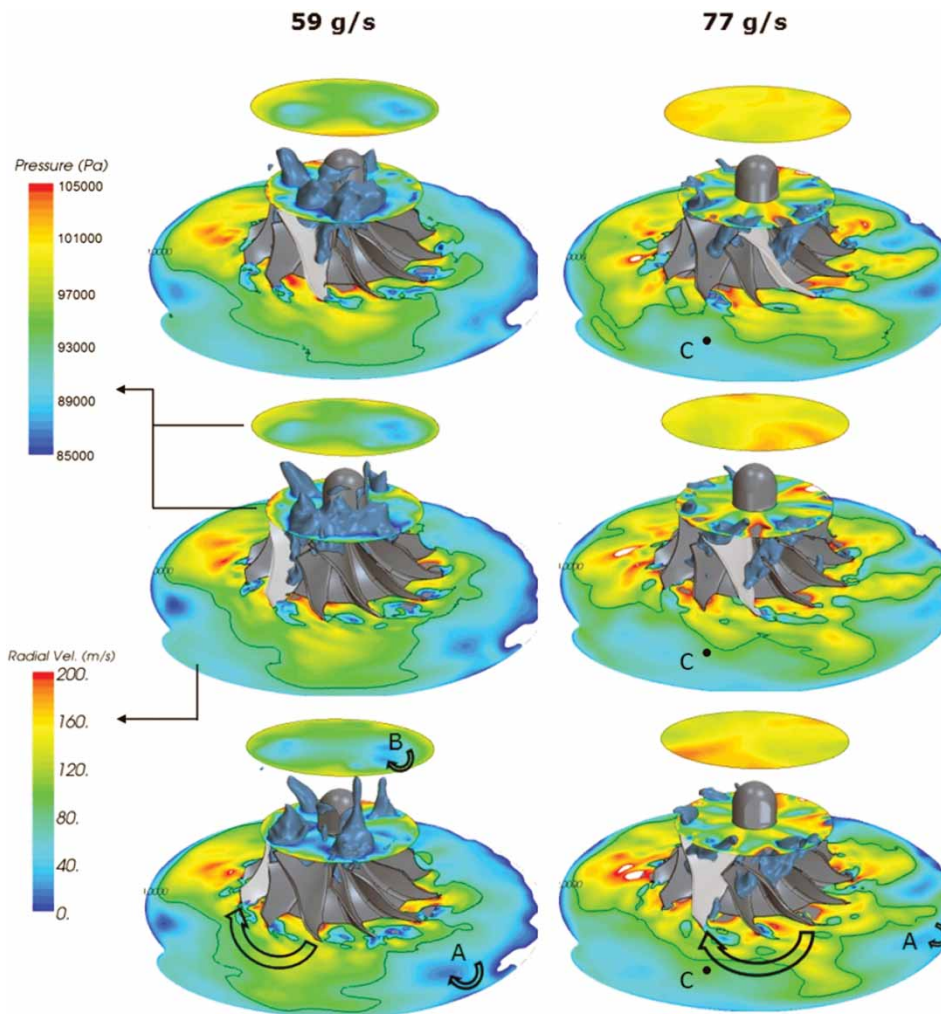 59 g/s 77 g/s
Pressure (Pa)
105000
101000
97000
93000
89000
85000
C
C
Radial Vel. (m/s)
200.
160.
120.
80.
40.
0.
B
A
A
C